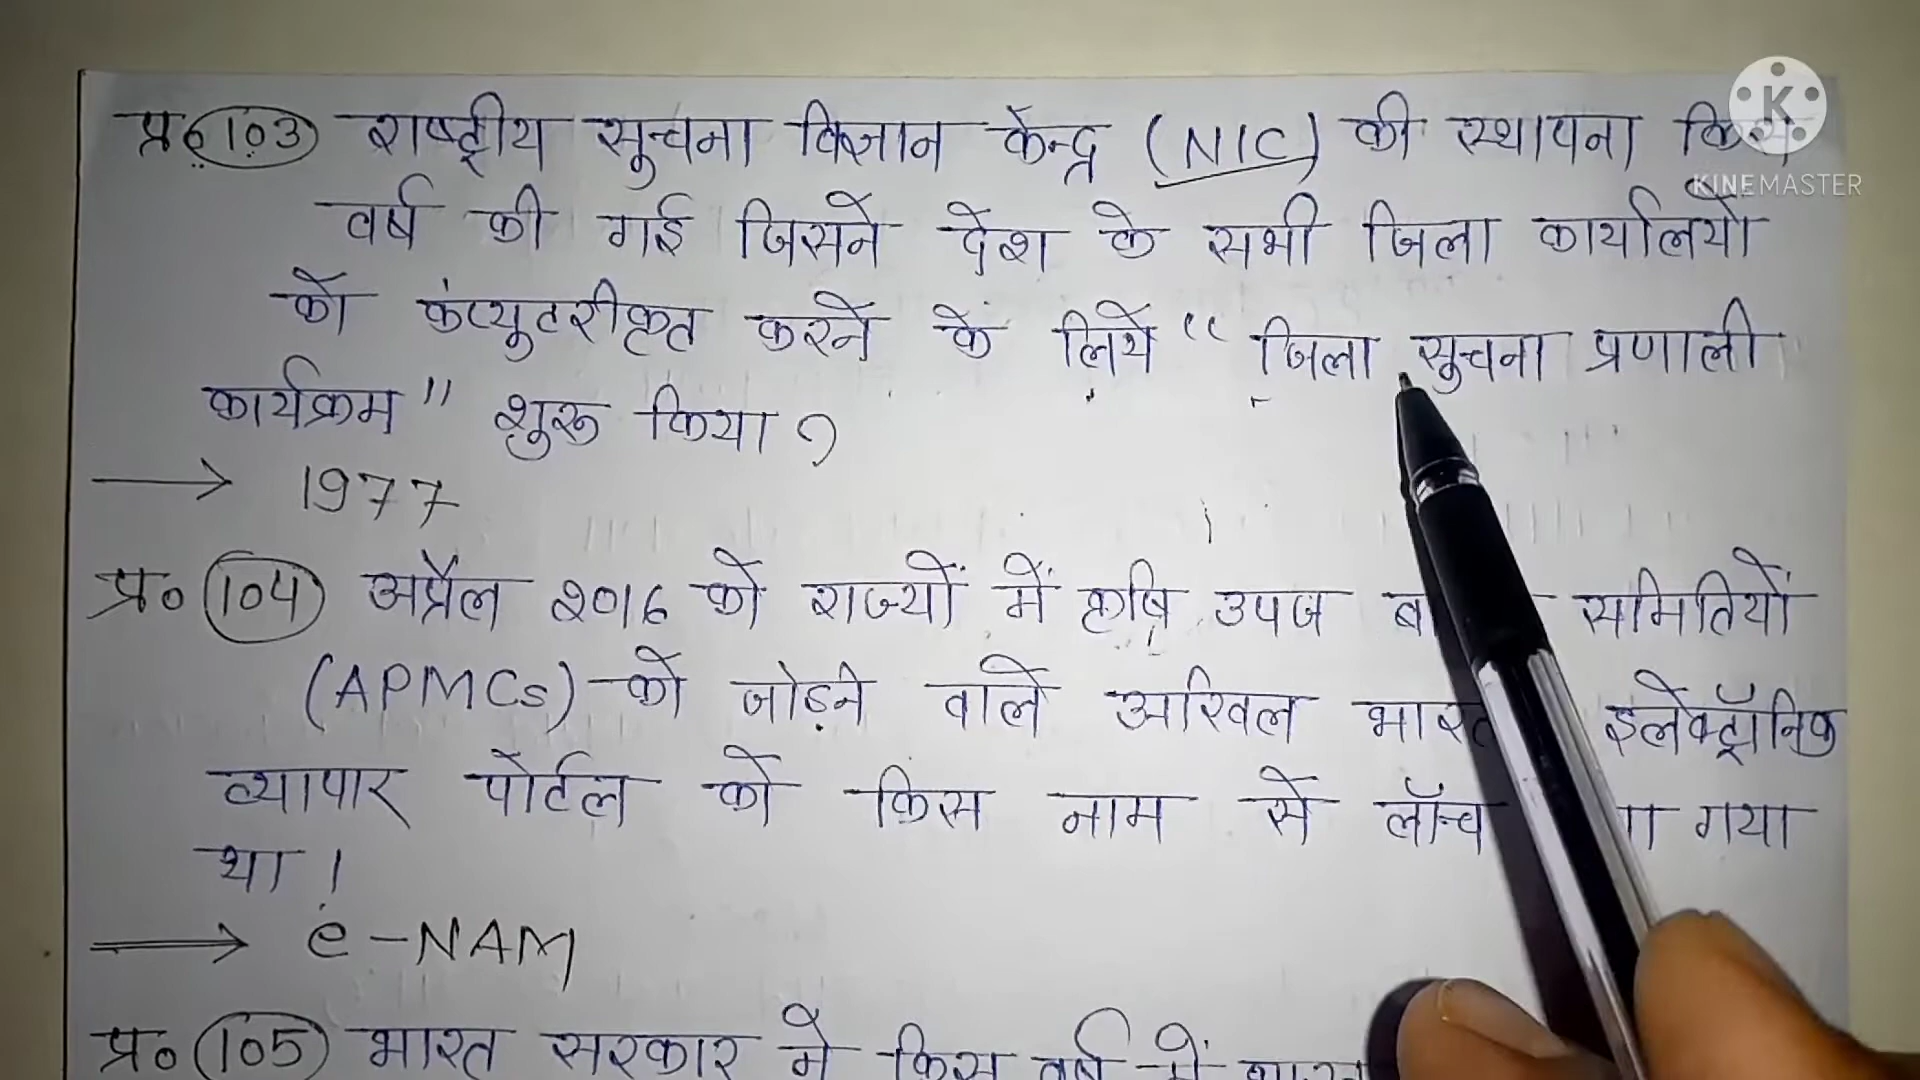 प्र० 103 राष्ट्रीय सूचना विज्ञान केन्द्र (NIC) की स्थापना किस
वर्ष की गई जिसने देश के सभी जिला कार्यालयों
को कंप्युटरीकृत करने के लिये " जिला सूचना प्रणाली
कार्यक्रम" शुरू किया ?
→ 1977
प्र० 104 अप्रैल 2016 को राज्यों में कृषि उपज समितियों
(APMCs) को जोड़ने वाले अखिल इलेक्ट्रॉनिक
व्यापार पोर्टल को किस नाम से लॉन्च गया
था !
→ e-NAM
प्र० 105 भारत सरकार ने किस वर्ष में
K
KINEMASTER